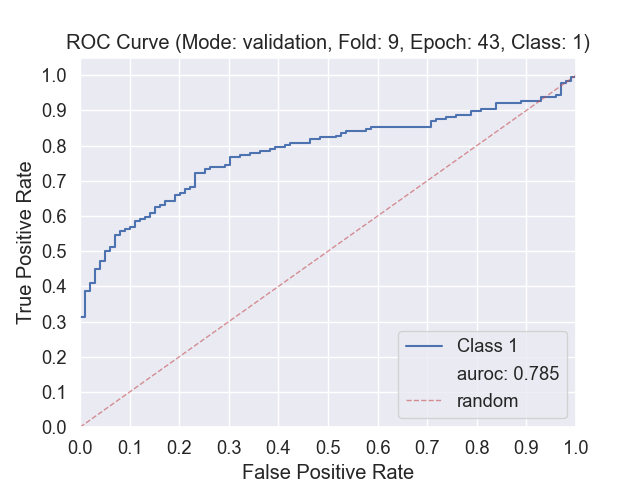 ROC Curve (Mode: validation, Fold: 9, Epoch: 43, Class: 1)
1.0
0.9
0.8
0.7
0.6
0.5
0.4
0.3
0.2
0.1
0.0
True Positive Rate
Class 1
auroc: 0.785
random
0.0 0.1 0.2 0.3 0.4 0.5 0.6 0.7 0.8 0.9 1.0
False Positive Rate